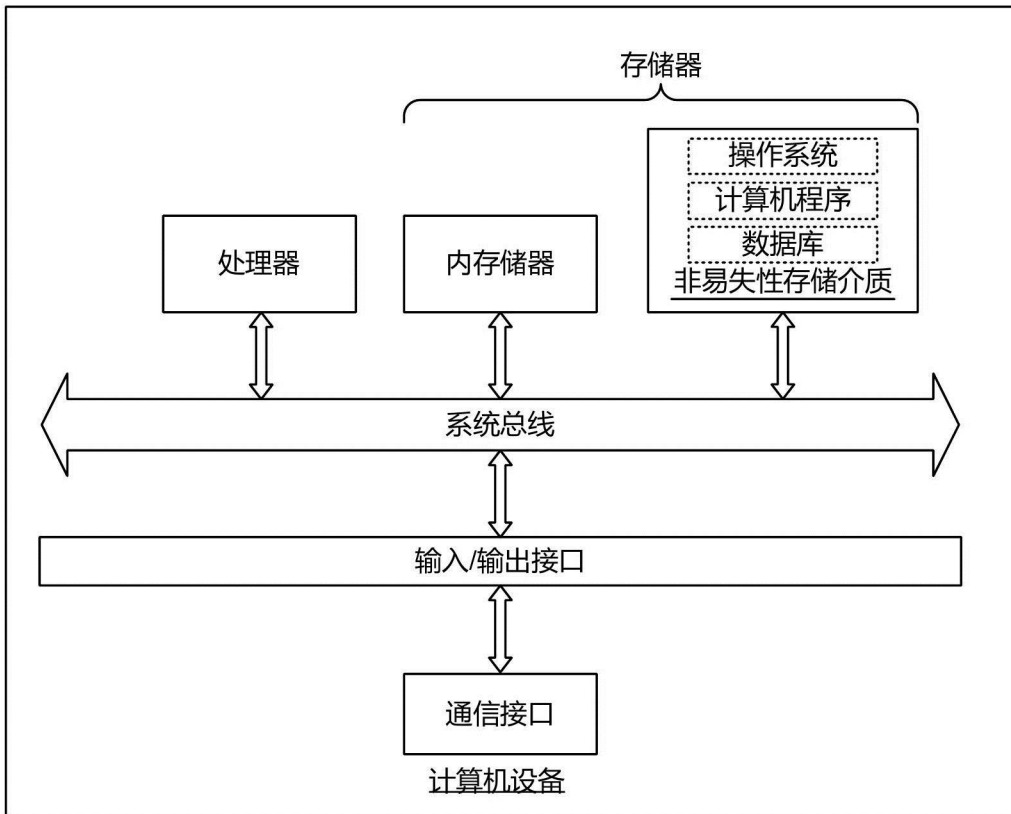 存储器
操作系统
计算机程序
数据库
非易失性存储介质
处理器
内存储器
系统总线
输入/输出接口
通信接口
计算机设备